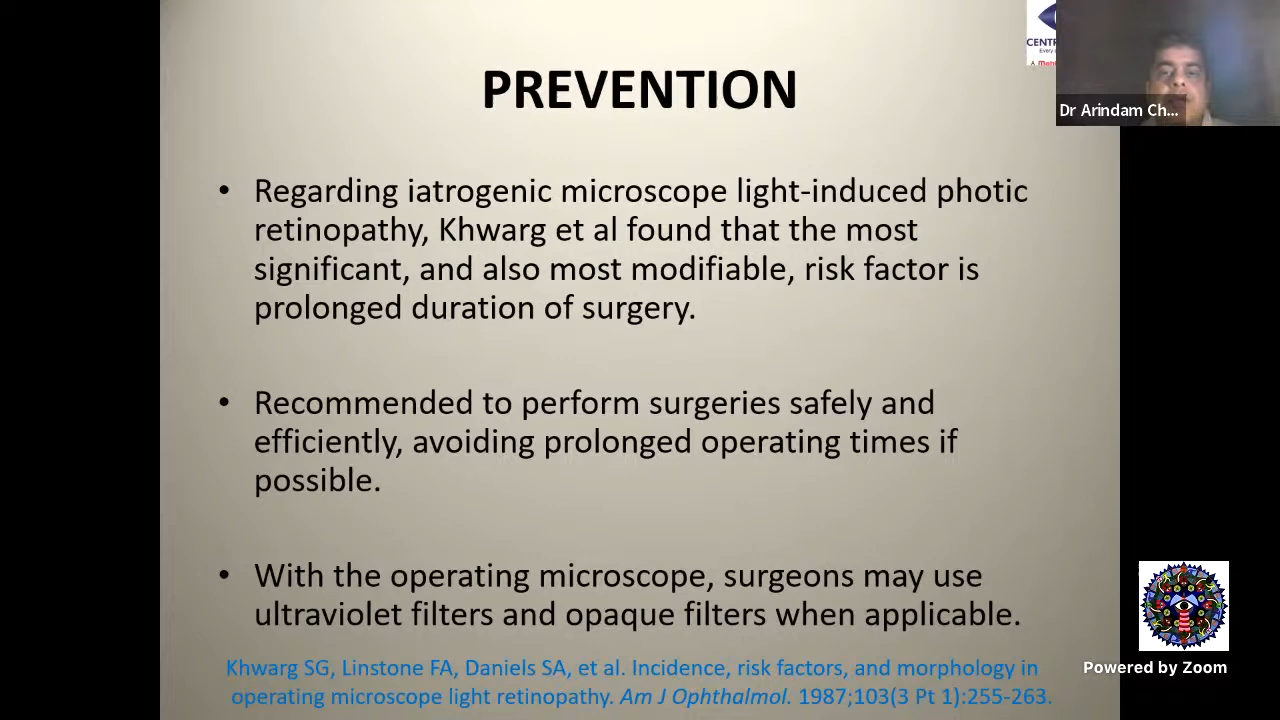 PREVENTION
CENTR
Every
Dr Arindam Ch...
• Regarding iatrogenic microscope light-induced photic
retinopathy, Khwarg et al found that the most
significant, and also most modifiable, risk factor is
prolonged duration of surgery.
• Recommended to perform surgeries safely and
efficiently, avoiding prolonged operating times if
possible.
• With the operating microscope, surgeons may use
ultraviolet filters and opaque filters when applicable.
Khwarg SG, Linstone FA, Daniels SA, et al. Incidence, risk factors, and morphology in
operating microscope light retinopathy. Am J Ophthalmol. 1987;103(3 Pt 1):255-263.
Powered by Zoom